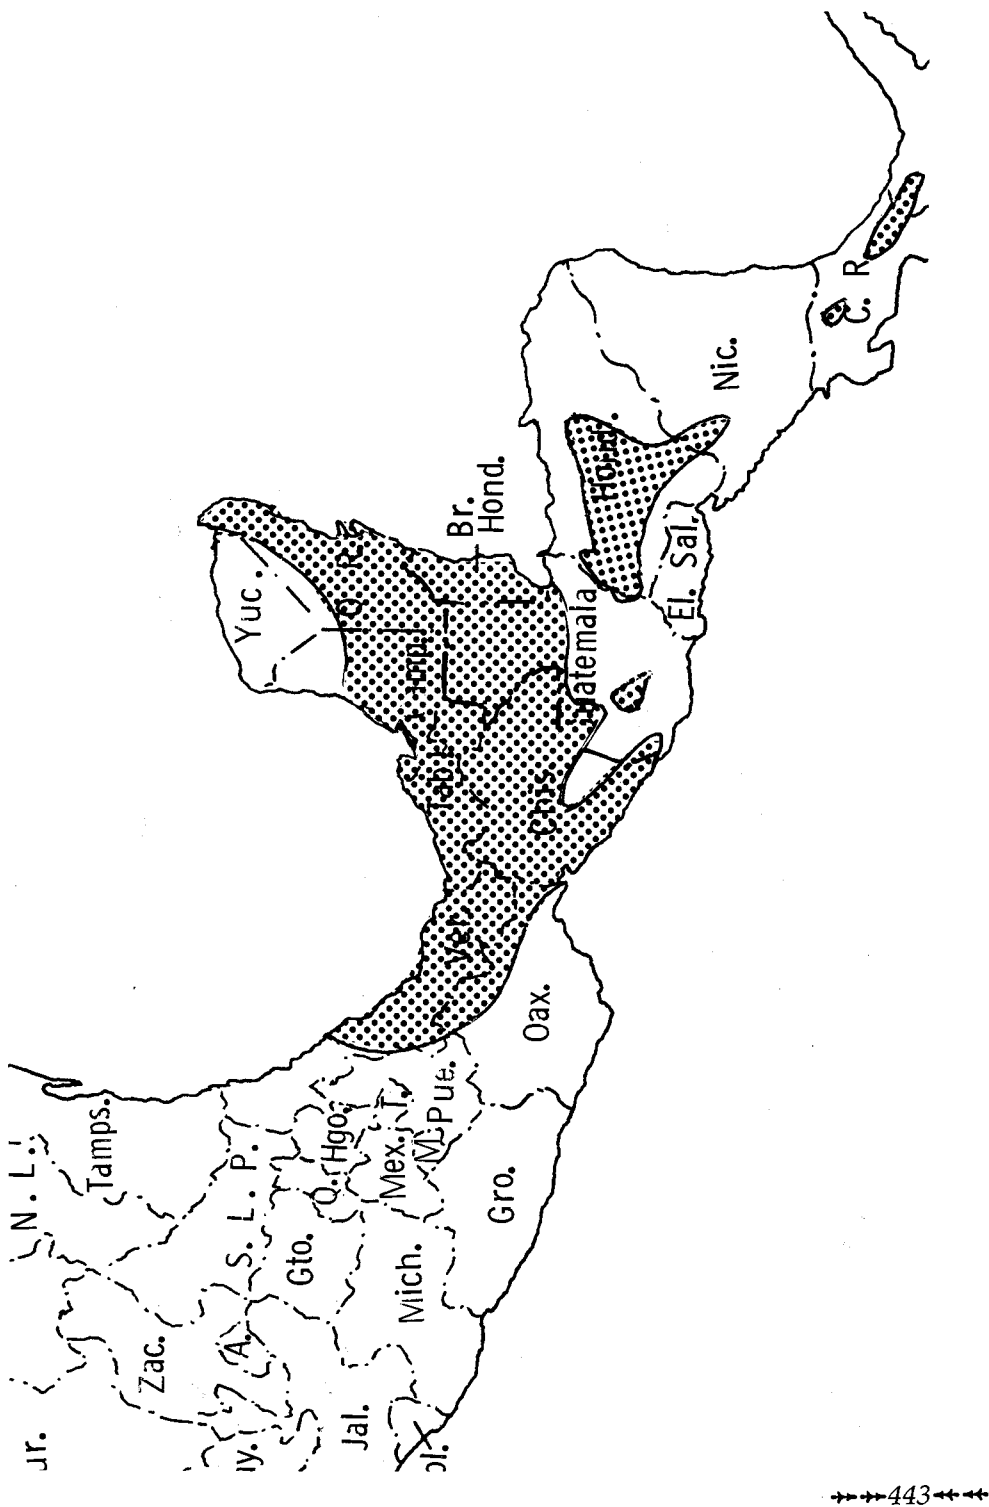 Jr.
N. L.
Tamps.
Zac.
S. L. P.
A.
Gto.
Q.
Hgo.
Jal.
Mich.
Mex.
T.
M.
Pue.
Gro.
Oax.
Ver.
Tab.
Chis.
Yuc.
Q. R.
Br.
Hond.
El. Sal.
Hond.
Nic.
C. R.
443